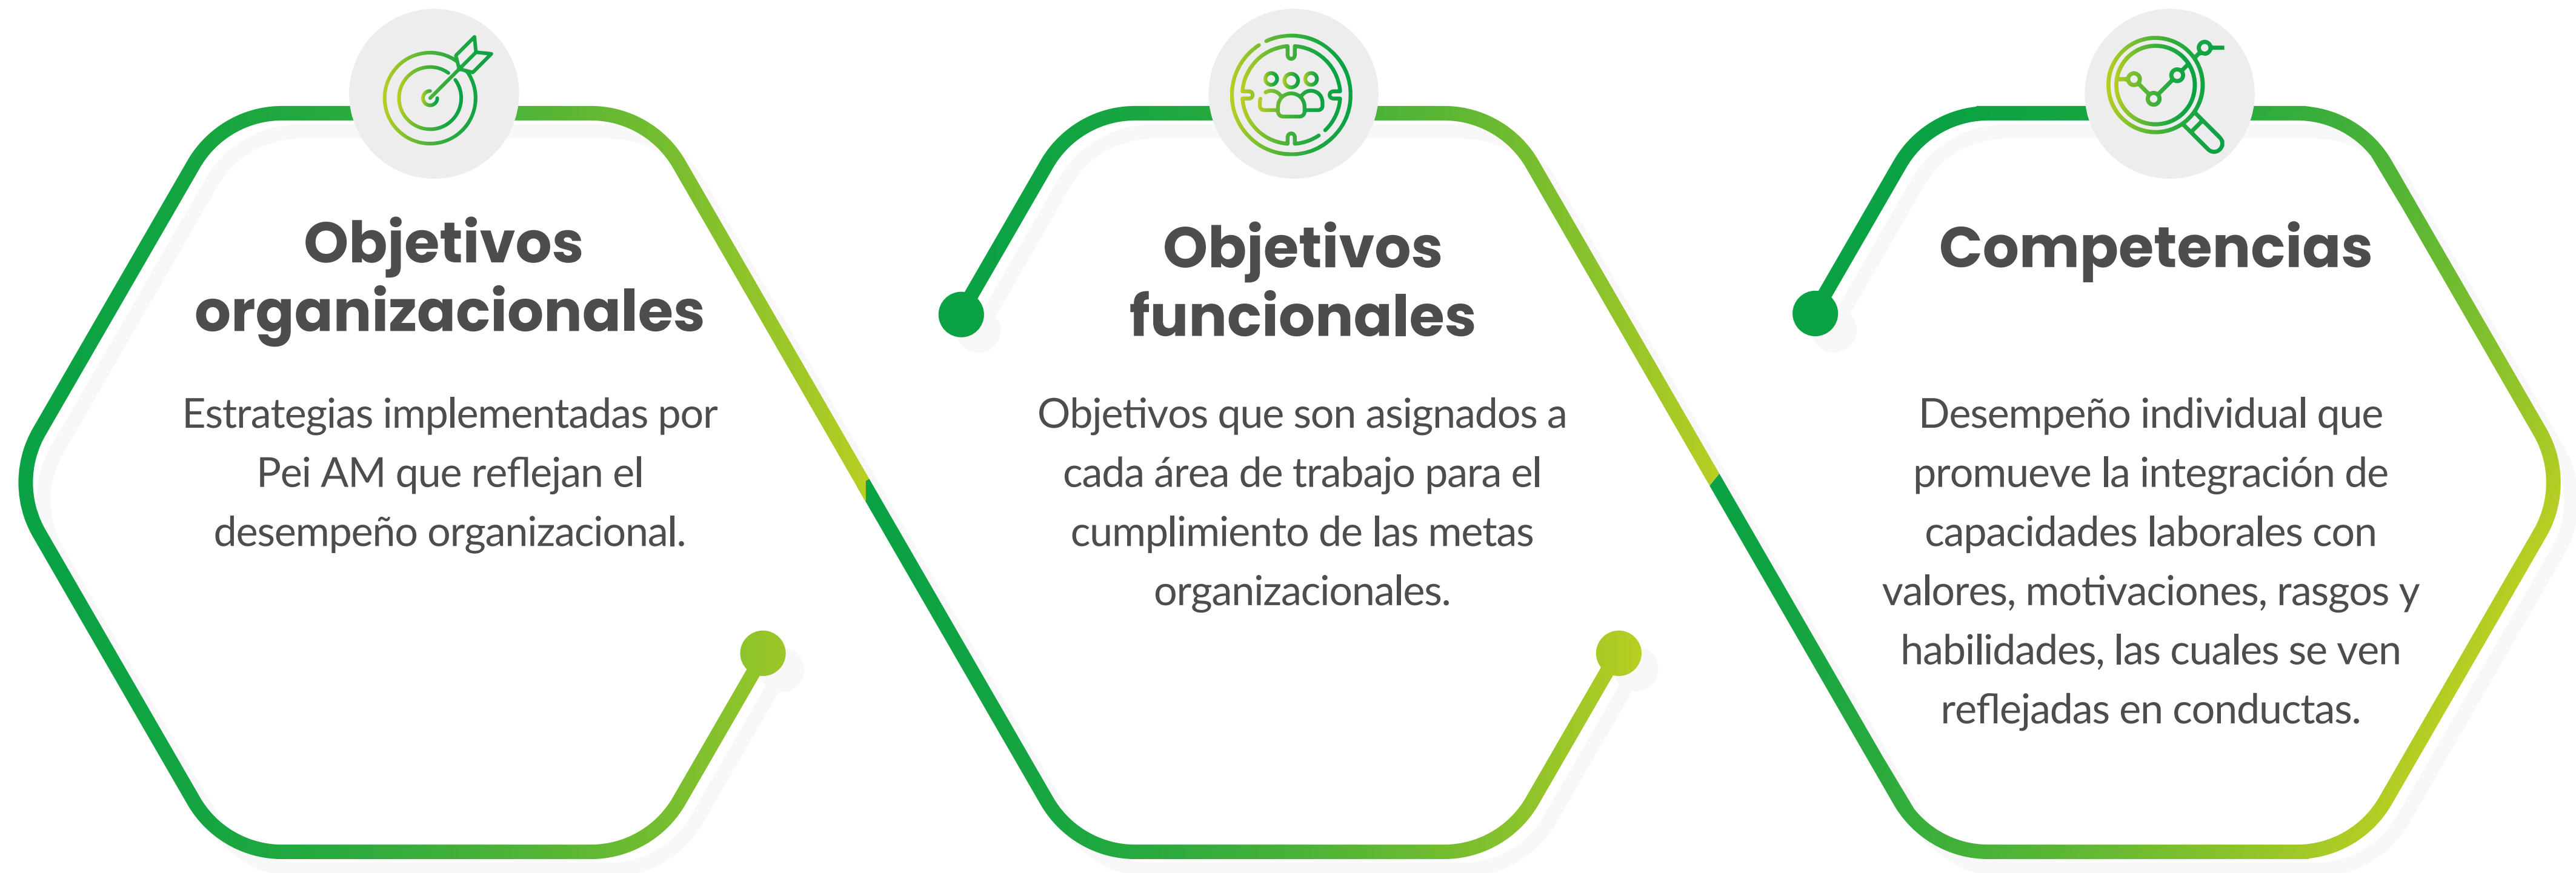 Objetivos
organizacionales
Estrategias implementadas por
Pei AM que reflejan el
desempeño organizacional.
Objetivos
funcionales
Objetivos que son asignados a
cada área de trabajo para el
cumplimiento de las metas
organizacionales.
Competencias
Desempeño individual que
promueve la integración de
capacidades laborales con
valores, motivaciones, rasgos y
habilidades, las cuales se ven
reflejadas en conductas.